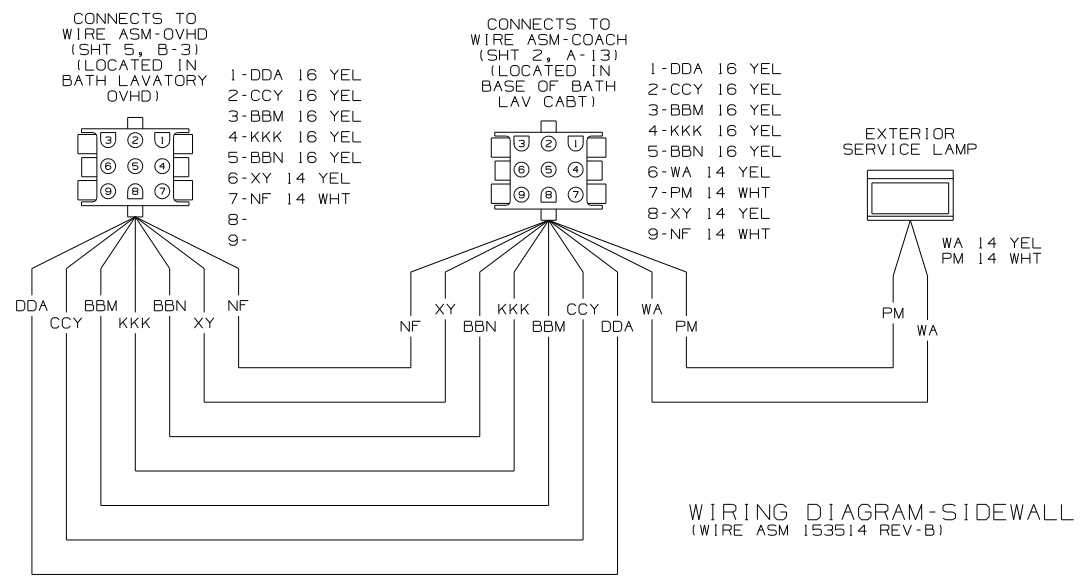 CONNECTS TO
WIRE ASM-OVHD
(SHT 5, B-3)
(LOCATED IN
BATH LAVATORY
OVHD)
1-DDA 16 YEL
2-CCY 16 YEL
3-BBM 16 YEL
4-KKK 16 YEL
5-BBN 16 YEL
6-XY 14 YEL
7-NF 14 WHT
8-
9-
3 2 1
6 5 4
9 8 7
CONNECTS TO
WIRE ASM-COACH
(SHT 2, A-13)
(LOCATED IN
BASE OF BATH
LAV CABT)
1-DDA 16 YEL
2-CCY 16 YEL
3-BBM 16 YEL
4-KKK 16 YEL
5-BBN 16 YEL
6-WA 14 YEL
7-PM 14 WHT
8-XY 14 YEL
9-NF 14 WHT
3 2 1
6 5 4
9 8 7
EXTERIOR
SERVICE LAMP
WA 14 YEL
PM 14 WHT
DDA
CCY
BBM
KKK
BBN
XY
NF
NF
XY
BBN
KKK
BBM
CCY
DDA
WA
PM
PM
WA
WIRING DIAGRAM-SIDEWALL
(WIRE ASM 153514 REV-B)